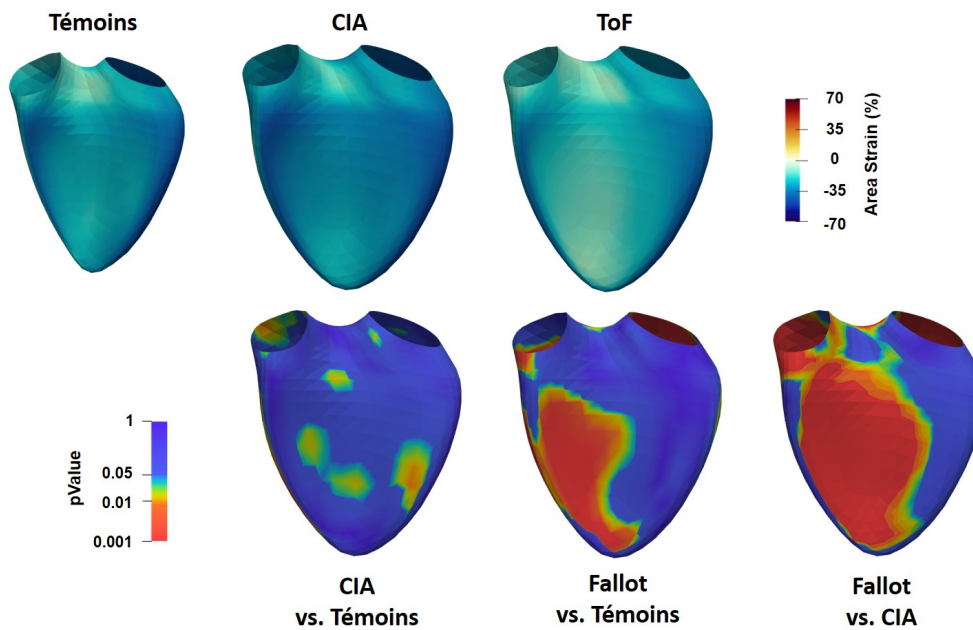 Témoins
CIA
ToF
70
35
0
-35
-70
Area Strain (%)
1
0.05
0.01
0.001
pValue
CIA
vs. Témoins
Fallot
vs. Témoins
Fallot
vs. CIA